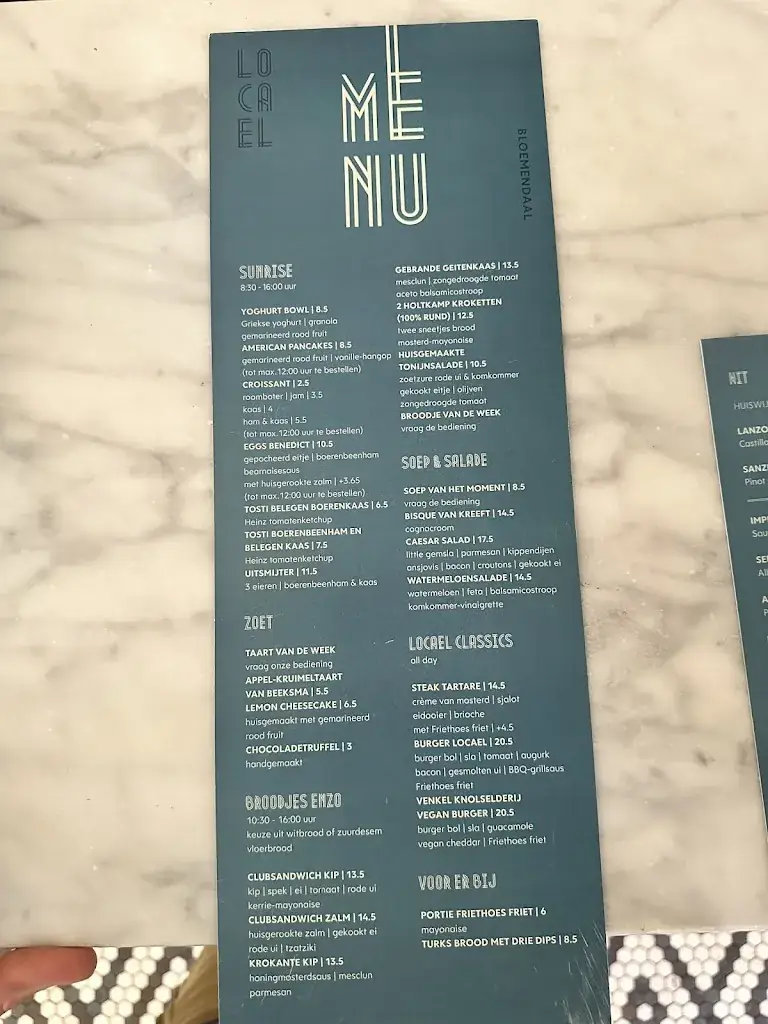 LO
CA
EL
LE
ME
NU
BLOEMENDAAL
SUNRISE
8:30 - 16:00 uur
YOGHURT BOWL | 8.5
Griekse yoghurt | granola
gemarineerd rood fruit
AMERICAN PANCAKES | 8.5
gemarineerd rood fruit | vanille-hangop
(tot max.12:00 uur te bestellen)
CROISSANT | 2.5
roomboter | jam | 3.5
kaas | 4
ham & kaas | 5.5
(tot max.12:00 uur te bestellen)
EGGS BENEDICT | 10.5
gepocheerd eitje | boerenbeenham
bearnaisesaus
met huisgerookte zalm | +3.65
(tot max.12:00 uur te bestellen)
TOSTI BELEGEN BOERENKAAS | 6.5
Heinz tomatenketchup
TOSTI BOERENBEENHAM EN
BELEGEN KAAS | 7.5
Heinz tomatenketchup
UITSMIJTER | 11.5
3 eieren | boerenbeenham & kaas
ZOET
TAART VAN DE WEEK
vraag onze bediening
APPEL-KRUIMELTAART
VAN BEEKSMA | 5.5
LEMON CHEESECAKE | 6.5
huisgemaakt met gemarineerd
rood fruit
CHOCOLADETRUFFEL | 3
handgemaakt
BROODJES ENZO
10:30 - 16:00 uur
keuze uit witbrood of zuurdesem
vloerbrood
CLUBSANDWICH KIP | 13.5
kip | spek | ei | tomaat | rode ui
kerrie-mayonaise
CLUBSANDWICH ZALM | 14.5
huisgerookte zalm | gekookt ei
rode ui | tzatziki
KROKANTE KIP | 13.5
honingmosterdsaus | mesclun
parmesan
GEBRANDE GEITENKAAS | 13.5
mesclun | zongedroogde tomaat
aceto balsamicostroop
2 HOLTKAMP KROKETTEN
(100% RUND) | 12.5
twee sneetjes brood
mosterd-mayonaise
HUISGEMAAKTE
TONIJNSALADE | 10.5
zoetzure rode ui & komkommer
gekookt eitje | olijven
zongedroogde tomaat
BROODJE VAN DE WEEK
vraag de bediening
SOEP & SALADE
SOEP VAN HET MOMENT | 8.5
vraag de bediening
BISQUE VAN KREEFT | 14.5
cognacroom
CAESAR SALAD | 17.5
little gemsla | parmesan | kippendijen
ansjovis | bacon | croutons | gekookt ei
WATERMELOENSALADE | 14.5
watermeloen | feta | balsamicostroop
komkommer-vinaigrette
LOCAEL CLASSICS
all day
STEAK TARTARE | 14.5
crème van mosterd | sjalot
eidooier | brioche
met Friethoes friet | +4.5
BURGER LOCAEL | 20.5
burger bol | sla | tomaat | augurk
bacon | gesmolten ui | BBQ-grillsaus
Friethoes friet
VENKEL KNOLSELDERIJ
VEGAN BURGER | 20.5
burger bol | sla | guacamole
vegan cheddar | Friethoes friet
VOOR ER BIJ
PORTIE FRIETHOES FRIET | 6
mayonaise
TURKS BROOD MET DRIE DIPS | 8.5
WIT
Pinot